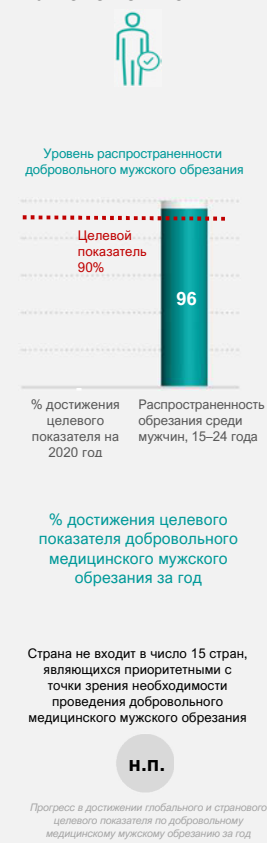 Уровень распространенности
добровольного мужского обрезания
Целевой
показатель
90%
96
% достижения
целевого
показателя на
2020 год
Распространенность
обрезания среди
мужчин, 15–24 года
% достижения целевого
показателя добровольного
медицинского мужского
обрезания за год
Страна не входит в число 15 стран,
являющихся приоритетными с
точки зрения необходимости
проведения добровольного
медицинского мужского обрезания
н.п.
Прогресс в достижении глобального и странового
целевого показателя по добровольному
медицинскому мужскому обрезанию за год